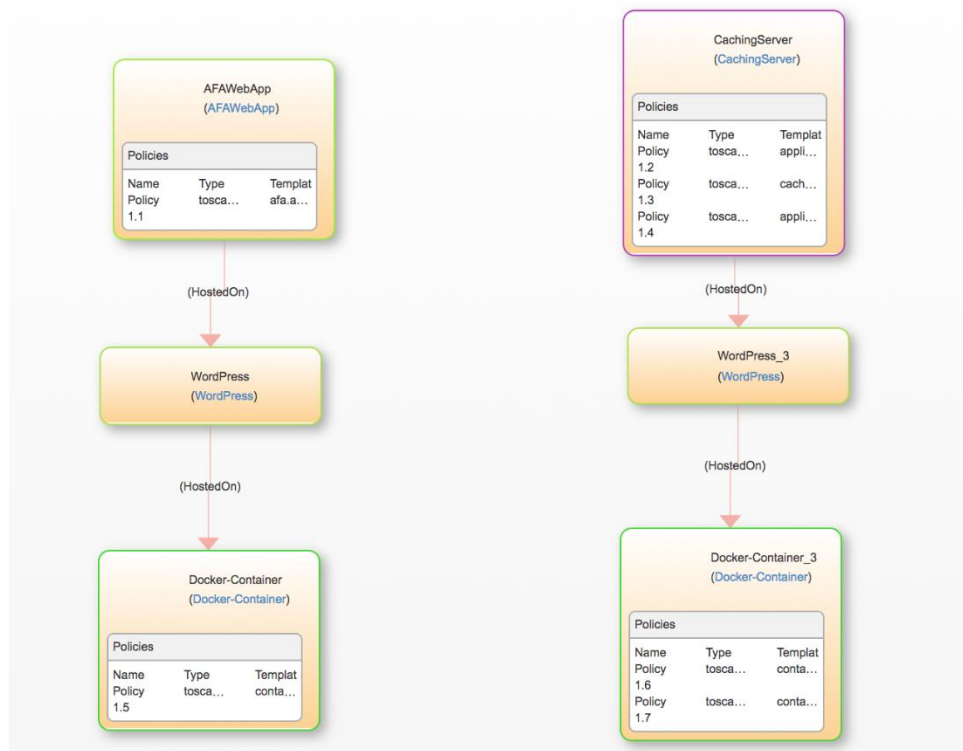 AFAWebApp
(AFAWebApp)
Policies
Name Type Templat
Policy tosca... afa.a...
1.1
(HostedOn)
WordPress
(WordPress)
(HostedOn)
Docker-Container
(Docker-Container)
Policies
Name Type Templat
Policy tosca... conta...
1.5
CachingServer
(CachingServer)
Policies
Name Type Templat
Policy tosca... appli...
1.2
Policy tosca... cach...
1.3
Policy tosca... appli...
1.4
(HostedOn)
WordPress_3
(WordPress)
(HostedOn)
Docker-Container_3
(Docker-Container)
Policies
Name Type Templat
Policy tosca... conta...
1.6
Policy tosca... conta...
1.7